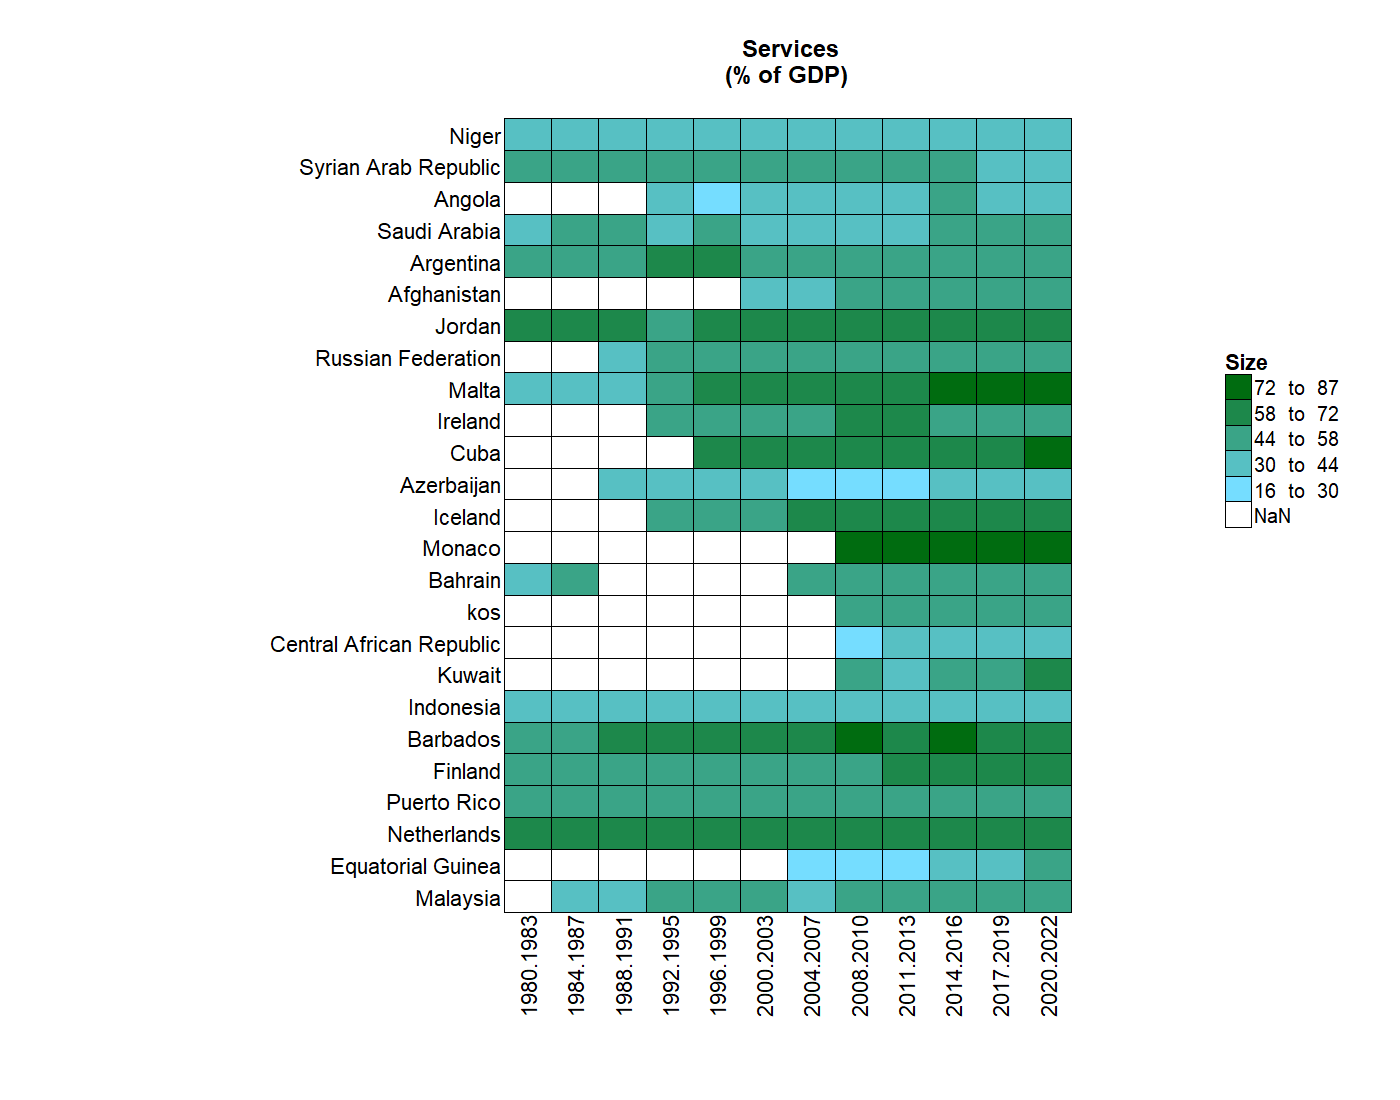 Services
(% of GDP)
Niger
Syrian Arab Republic
Angola
Saudi Arabia
Argentina
Afghanistan
Jordan
Russian Federation
Malta
Ireland
Cuba
Azerbaijan
Iceland
Monaco
Bahrain
kos
Central African Republic
Kuwait
Indonesia
Barbados
Finland
Puerto Rico
Netherlands
Equatorial Guinea
Malaysia
1980.1983
1984.1987
1988.1991
1992.1995
1996.1999
2000.2003
2004.2007
2008.2010
2011.2013
2014.2016
2017.2019
2020.2022
Size
72 to 87
58 to 72
44 to 58
30 to 44
16 to 30
NaN